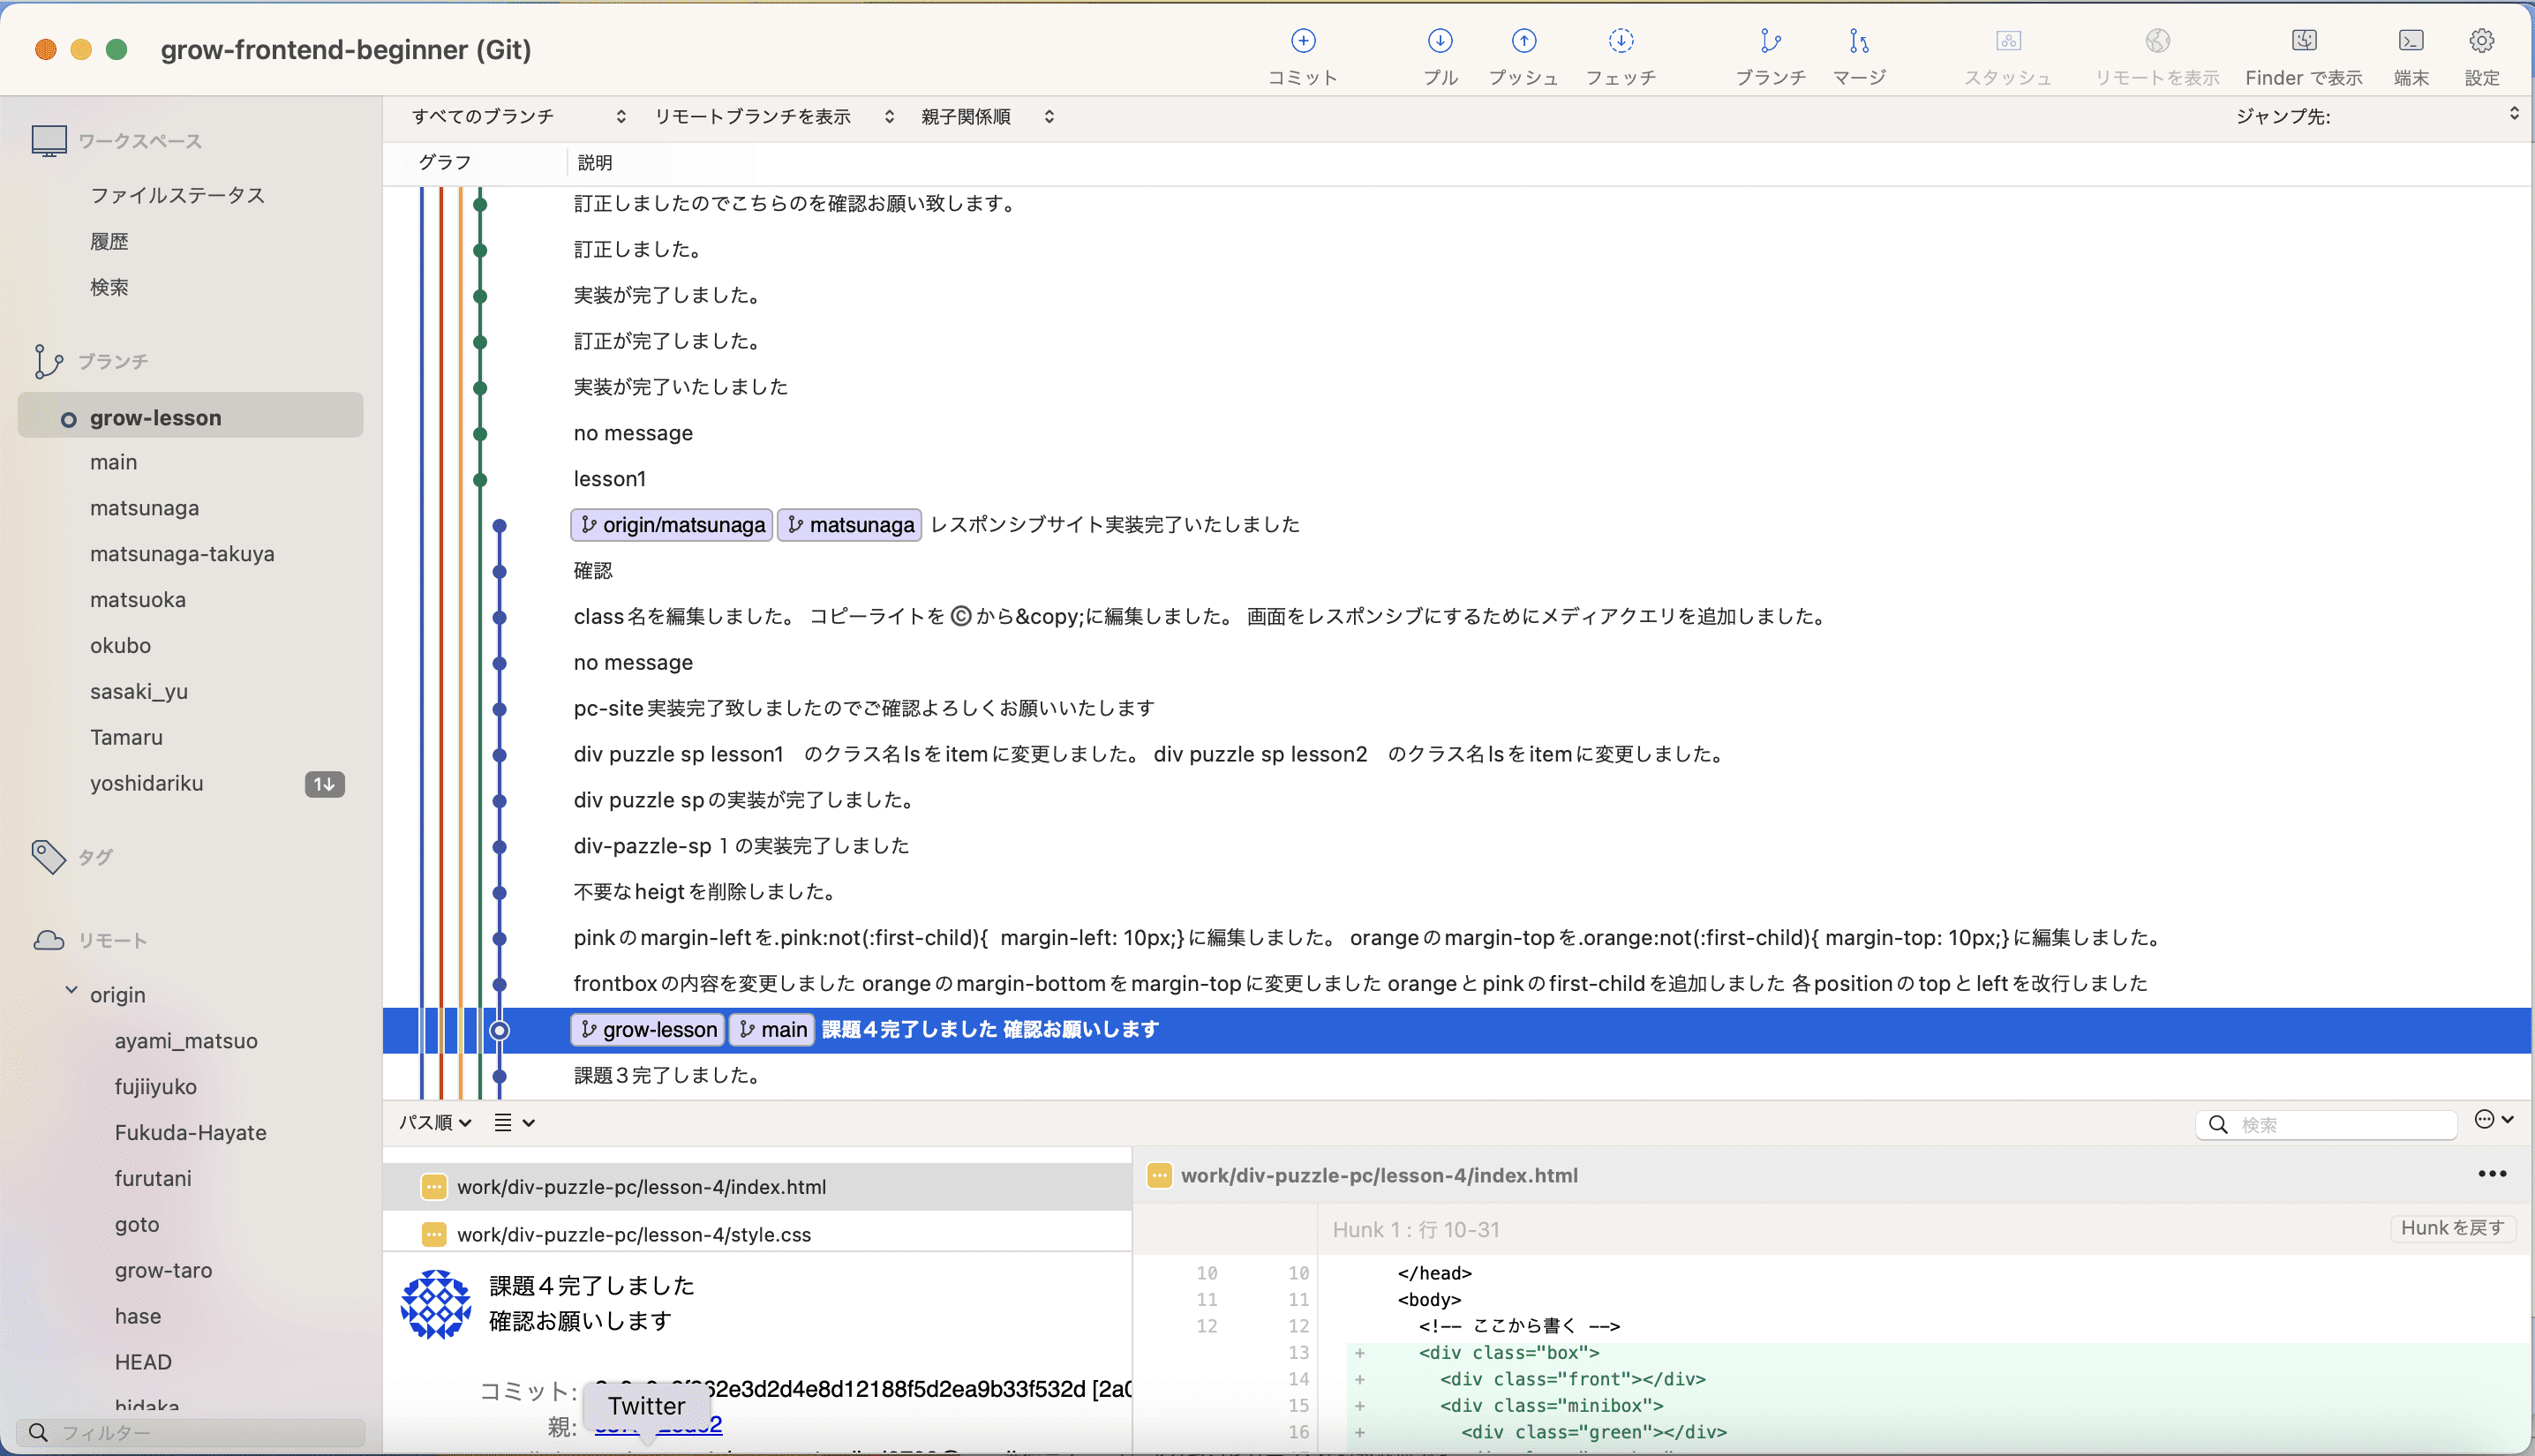 grow-frontend-beginner (Git)
コミット プル プッシュ フェッチ ブランチ マージ スタッシュ リモートを表示 Finder で表示 端末 設定
すべてのブランチ リモートブランチを表示 親子関係順 ジャンプ先:
ワークスペース
ファイルステータス
履歴
検索
ブランチ
grow-lesson
main
matsunaga
matsunaga-takuya
matsuoka
okubo
sasaki_yu
Tamaru
yoshidariku 1↓
タグ
リモート
origin
ayami_matsuo
fujiiyuko
Fukuda-Hayate
furutani
goto
grow-taro
hase
HEAD
hidaka
フィルター
グラフ 説明
訂正しましたのでこちらのを確認お願い致します。
訂正しました。
実装が完了しました。
訂正が完了しました。
実装が完了いたしました
no message
lesson1
origin/matsunaga matsunaga レスポンシブサイト実装完了いたしました
確認
class名を編集しました。 コピーライトを©から&copy;に編集しました。 画面をレスポンシブにするためにメディアクエリを追加しました。
no message
pc-site実装完了致しましたのでご確認よろしくお願いいたします
div puzzle sp lesson1　のクラス名lsをitemに変更しました。 div puzzle sp lesson2　のクラス名lsをitemに変更しました。
div puzzle spの実装が完了しました。
div-pazzle-sp１の実装完了しました
不要なheigtを削除しました。
pinkのmargin-leftを.pink:not(:first-child){  margin-left: 10px;}に編集しました。 orangeのmargin-topを.orange:not(:first-child){ margin-top: 10px;}に編集しました。
frontboxの内容を変更しました orangeのmargin-bottomをmargin-topに変更しました orangeとpinkのfirst-childを追加しました 各positionのtopとleftを改行しました
grow-lesson main 課題４完了しました 確認お願いします
課題３完了しました。
パス順 検索
work/div-puzzle-pc/lesson-4/index.html
work/div-puzzle-pc/lesson-4/style.css
課題４完了しました
確認お願いします
コミット: 62e3d2d4e8d12188f5d2ea9b33f532d [2a0
親:
Twitter
work/div-puzzle-pc/lesson-4/index.html
Hunk 1 : 行 10-31 Hunkを戻す
10 10 </head>
11 11 <body>
12 12 <!-- ここから書く -->
13 + <div class="box">
14 + <div class="front"></div>
15 + <div class="minibox">
16 + <div class="green"></div>